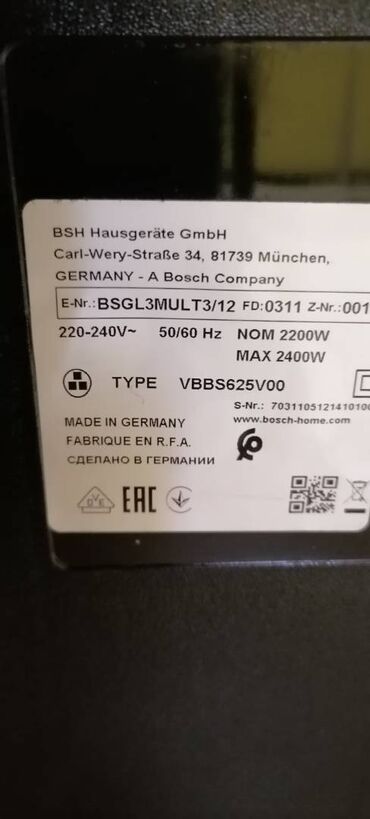 BSH Hausgeräte GmbH
Carl-Wery-Straße 34, 81739 München,
GERMANY - A Bosch Company
E-Nr.: BSGL3MULT3/12 FD: 0311 Z-Nr.: 001
220-240V~ 50/60 Hz NOM 2200W
MAX 2400W
TYPE VBBS625V00
S-Nr.: 7031105121410100
MADE IN GERMANY
www.bosch-home.com
FABRIQUE EN R.F.A.
СДЕЛАНО В ГЕРМАНИИ
VDE EAC